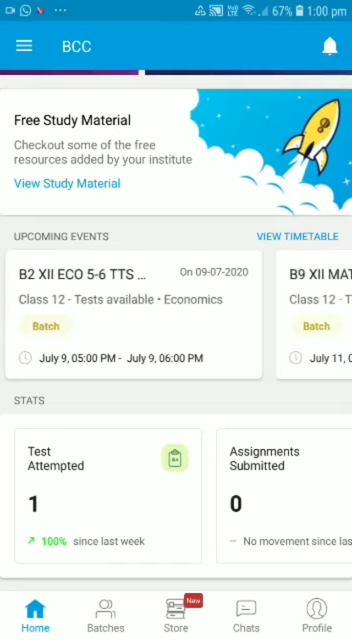 67% 1:00 pm
BCC
Free Study Material
Checkout some of the free
resources added by your institute
View Study Material
UPCOMING EVENTS
VIEW TIMETABLE
B2 XII ECO 5-6 TTS ...
On 09-07-2020
Class 12 - Tests available • Economics
Batch
July 9, 05:00 PM - July 9, 06:00 PM
B9 XII MAT
Class 12 - T
Batch
July 11, 0
STATS
Test
Attempted
1
100% since last week
Assignments
Submitted
0
No movement since las
New
Home
Batches
Store
Chats
Profile